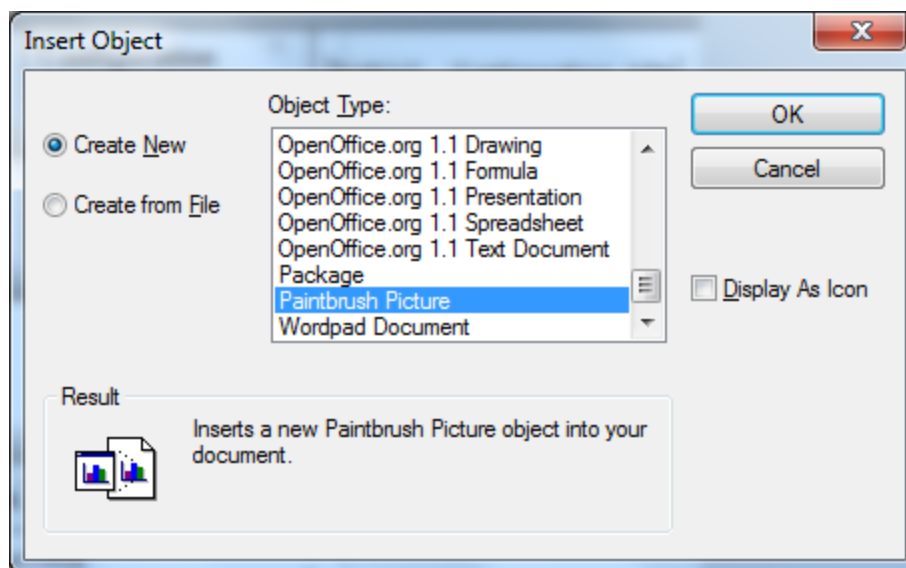 Insert Object
Create New
Create from File
Object Type:
OpenOffice.org 1.1 Drawing
OpenOffice.org 1.1 Formula
OpenOffice.org 1.1 Presentation
OpenOffice.org 1.1 Spreadsheet
OpenOffice.org 1.1 Text Document
Package
Paintbrush Picture
Wordpad Document
OK
Cancel
Display As Icon
Result
Inserts a new Paintbrush Picture object into your
document.